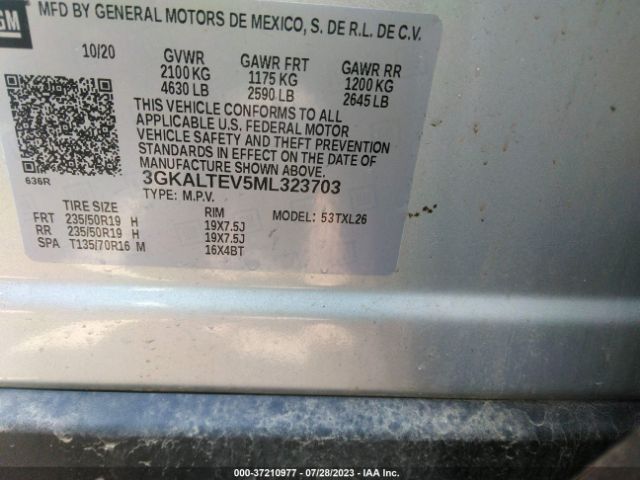 GM
MFD BY GENERAL MOTORS DE MEXICO, S. DE R.L. DE C.V.
10/20 GVWR GAWR FRT GAWR RR
2100 KG 1175 KG 1200 KG
4630 LB 2590 LB 2645 LB
THIS VEHICLE CONFORMS TO ALL
APPLICABLE U.S. FEDERAL MOTOR
VEHICLE SAFETY AND THEFT PREVENTION
STANDARDS IN EFFECT ON THE DATE OF
MANUFACTURE SHOWN ABOVE.
636R 3GKALTEV5ML323703
TYPE: M.P.V.
TIRE SIZE RIM MODEL: 53TXL26
FRT 235/50R19 H 19X7.5J
RR 235/50R19 H 19X7.5J
SPA T135/70R16 M 16X4BT
000-37210977 / 07/28/2023 / IAA Inc.